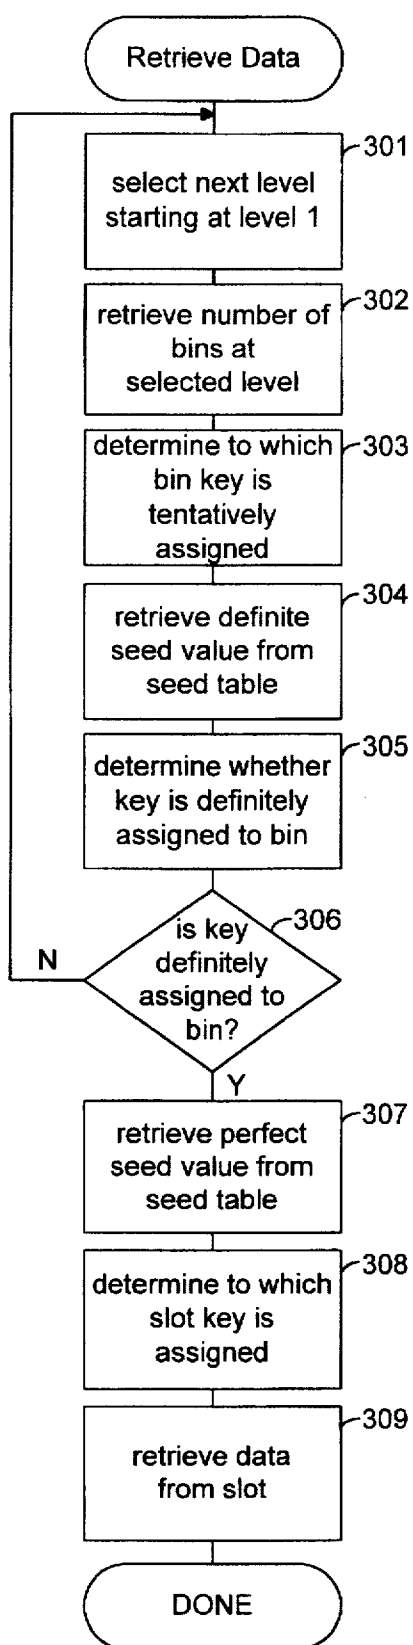 Retrieve Data
301
select next level
starting at level 1
302
retrieve number of
bins at
selected level
303
determine to which
bin key is
tentatively
assigned
304
retrieve definite
seed value from
seed table
305
determine whether
key is definitely
assigned to bin
306
is key
definitely
assigned to
bin?
N
Y
307
retrieve perfect
seed value from
seed table
308
determine to which
slot key is
assigned
309
retrieve data
from slot
DONE